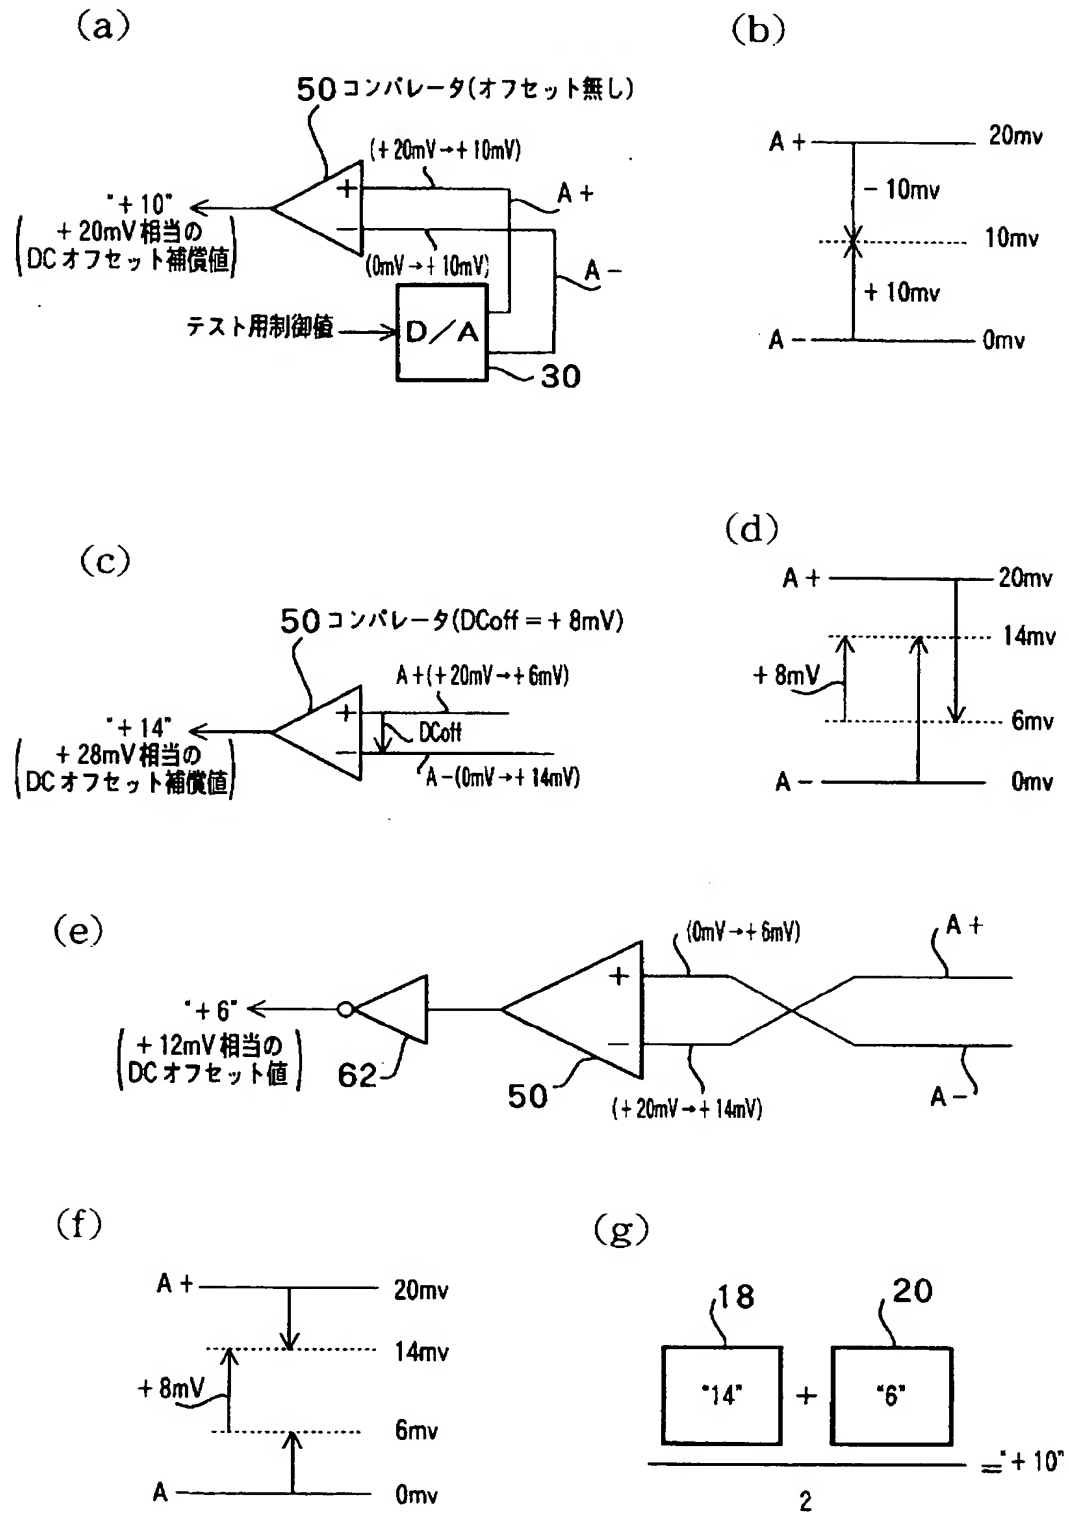 (a)
50 コンパレータ(オフセット無し)
(+20mV→+10mV)
A+
"+10"
(+20mV相当の
DCオフセット補償値)
+
−
(0mV→+10mV)
A−
テスト用制御値
D/A
30
(b)
A+
20mv
−10mv
10mv
+10mv
A−
0mv
(c)
50 コンパレータ(DCoff=+8mV)
A+(+20mV→+6mV)
"+14"
(+28mV相当の
DCオフセット補償値)
+
−
DCoff
A−(0mV→+14mV)
(d)
A+
20mv
14mv
+8mV
6mv
A−
0mv
(e)
(0mV→+6mV)
A+
"+6"
(+12mV相当の
DCオフセット値)
62
+
−
50
(+20mV→+14mV)
A−
(f)
A+
20mv
14mv
+8mV
6mv
A−
0mv
(g)
18
20
"14" + "6"
="+10"
2